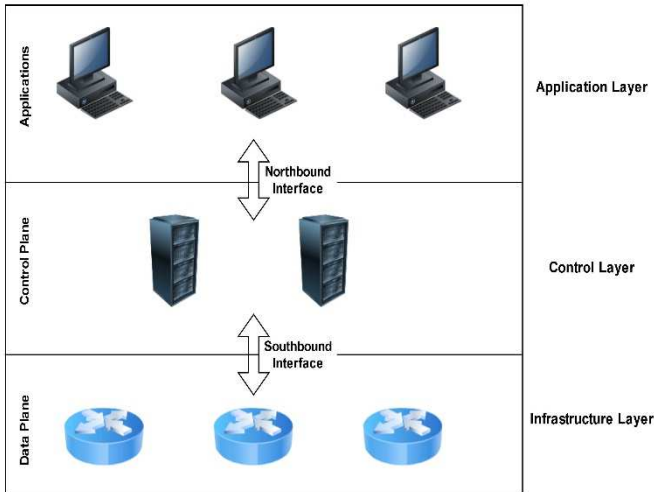 Applications
Application Layer
Northbound
Interface
Control Plane
Control Layer
Southbound
Interface
Data Plane
Infrastructure Layer